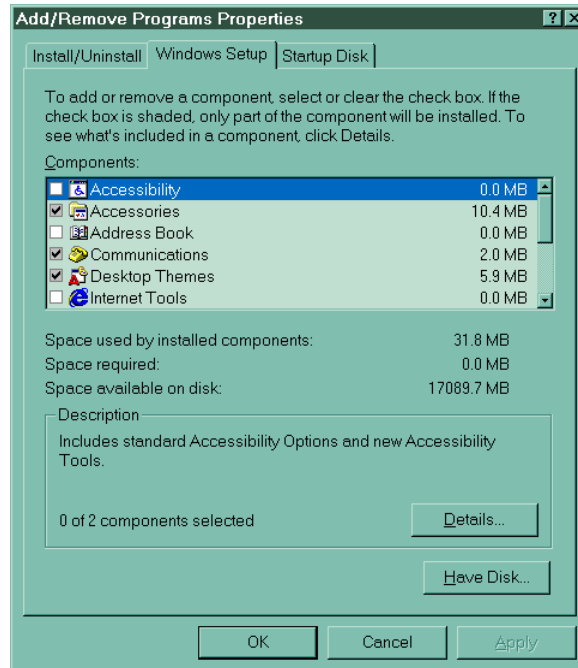 Add/Remove Programs Properties
Install/Uninstall Windows Setup Startup Disk
To add or remove a component, select or clear the check box. If the
check box is shaded, only part of the component will be installed. To
see what's included in a component, click Details.
Components:
Accessibility 0.0 MB
Accessories 10.4 MB
Address Book 0.0 MB
Communications 2.0 MB
Desktop Themes 5.9 MB
Internet Tools 0.0 MB
Space used by installed components: 31.8 MB
Space required: 0.0 MB
Space available on disk: 17089.7 MB
Description
Includes standard Accessibility Options and new Accessibility
Tools.
0 of 2 components selected Details...
Have Disk...
OK Cancel Apply